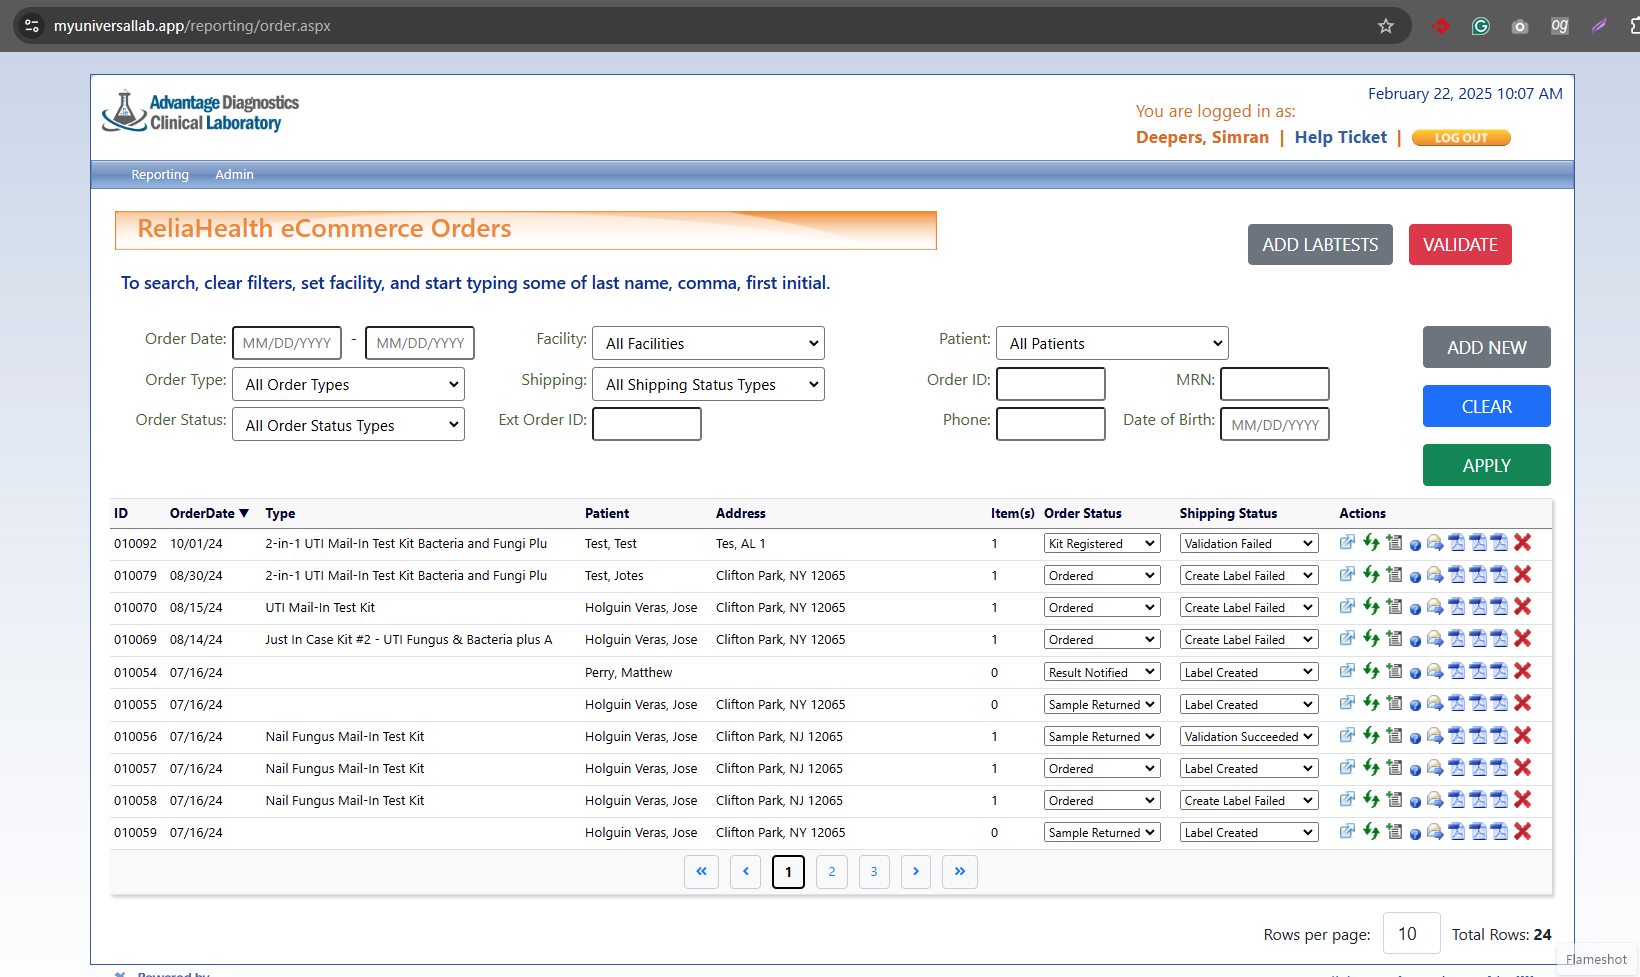 myuniversallab.app/reporting/order.aspx
Advantage Diagnostics
Clinical Laboratory
February 22, 2025 10:07 AM
You are logged in as:
Deepers, Simran | Help Ticket | LOG OUT
Reporting Admin
ReliaHealth eCommerce Orders
ADD LABTESTS VALIDATE
To search, clear filters, set facility, and start typing some of last name, comma, first initial.
Order Date: MM/DD/YYYY - MM/DD/YYYY Facility: All Facilities Patient: All Patients ADD NEW
Order Type: All Order Types Shipping: All Shipping Status Types Order ID: MRN:
CLEAR
Order Status: All Order Status Types Ext Order ID: Phone: Date of Birth: MM/DD/YYYY
APPLY
ID OrderDate ▼ Type Patient Address Item(s) Order Status Shipping Status Actions
010092 10/01/24 2-in-1 UTI Mail-In Test Kit Bacteria and Fungi Plu Test, Test Tes, AL 1 1 Kit Registered Validation Failed
010079 08/30/24 2-in-1 UTI Mail-In Test Kit Bacteria and Fungi Plu Test, Jotes Clifton Park, NY 12065 1 Ordered Create Label Failed
010070 08/15/24 UTI Mail-In Test Kit Holguin Veras, Jose Clifton Park, NY 12065 1 Ordered Create Label Failed
010069 08/14/24 Just In Case Kit #2 - UTI Fungus & Bacteria plus A Holguin Veras, Jose Clifton Park, NY 12065 1 Ordered Create Label Failed
010054 07/16/24 Perry, Matthew 0 Result Notified Label Created
010055 07/16/24 Holguin Veras, Jose Clifton Park, NY 12065 0 Sample Returned Label Created
010056 07/16/24 Nail Fungus Mail-In Test Kit Holguin Veras, Jose Clifton Park, NJ 12065 1 Sample Returned Validation Succeeded
010057 07/16/24 Nail Fungus Mail-In Test Kit Holguin Veras, Jose Clifton Park, NJ 12065 1 Ordered Label Created
010058 07/16/24 Nail Fungus Mail-In Test Kit Holguin Veras, Jose Clifton Park, NJ 12065 1 Ordered Create Label Failed
010059 07/16/24 Holguin Veras, Jose Clifton Park, NY 12065 0 Sample Returned Label Created
« ‹ 1 2 3 › »
Rows per page: 10 Total Rows: 24
Flameshot
Powered by